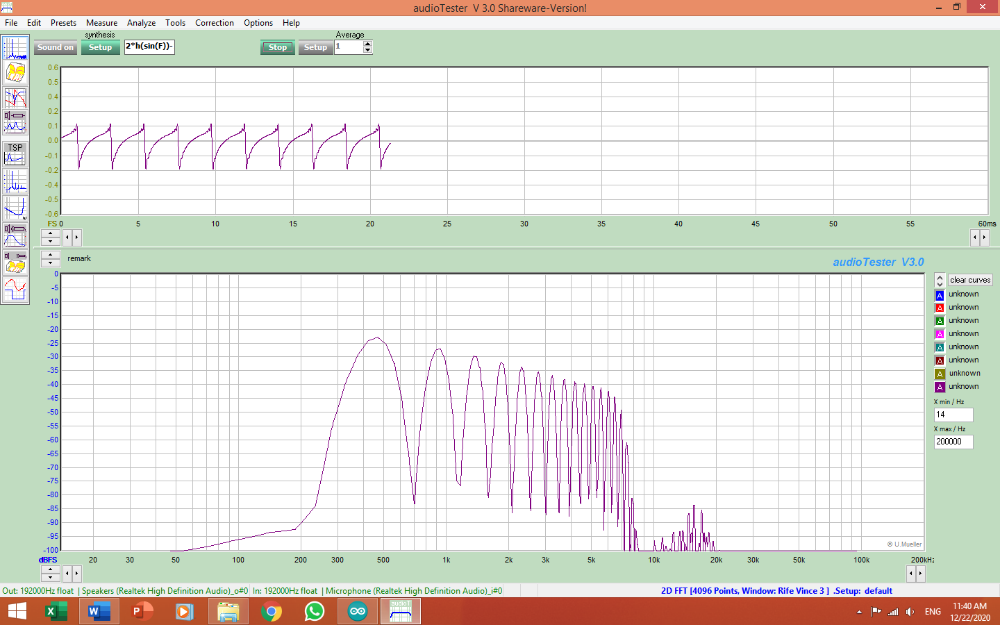 audioTester V 3.0 Shareware-Version!
File Edit Presets Measure Analyze Tools Correction Options Help
synthesis Average
Sound on Setup 2*h(sin(F))- Stop Setup 1
TSP
0.6
0.5
0.4
0.2
0.1
0.0
-0.1
-0.2
-0.4
-0.5
-0.6
FS 0 5 10 15 20 25 30 35 40 45 50 55 60ms
remark
audioTester V3.0
0
-5
-10
-15
-20
-25
-30
-35
-40
-45
-50
-55
-60
-65
-70
-75
-80
-85
-90
-95
-100
clear curves
A unknown
A unknown
A unknown
A unknown
A unknown
A unknown
A unknown
A unknown
X min / Hz
14
X max / Hz
200000
© U.Mueller
dBFS 20 30 50 100 200 300 500 1k 2k 3k 5k 10k 20k 30k 50k 100k 200kHz
Out: 192000Hz float | Speakers (Realtek High Definition Audio)_o#0 In: 192000Hz float | Microphone (Realtek High Definition Audio)_i#0 2D FFT [4096 Points, Window: Rife Vince 3 ] .Setup: default
audioT
ENG
11:40 AM
12/22/2020